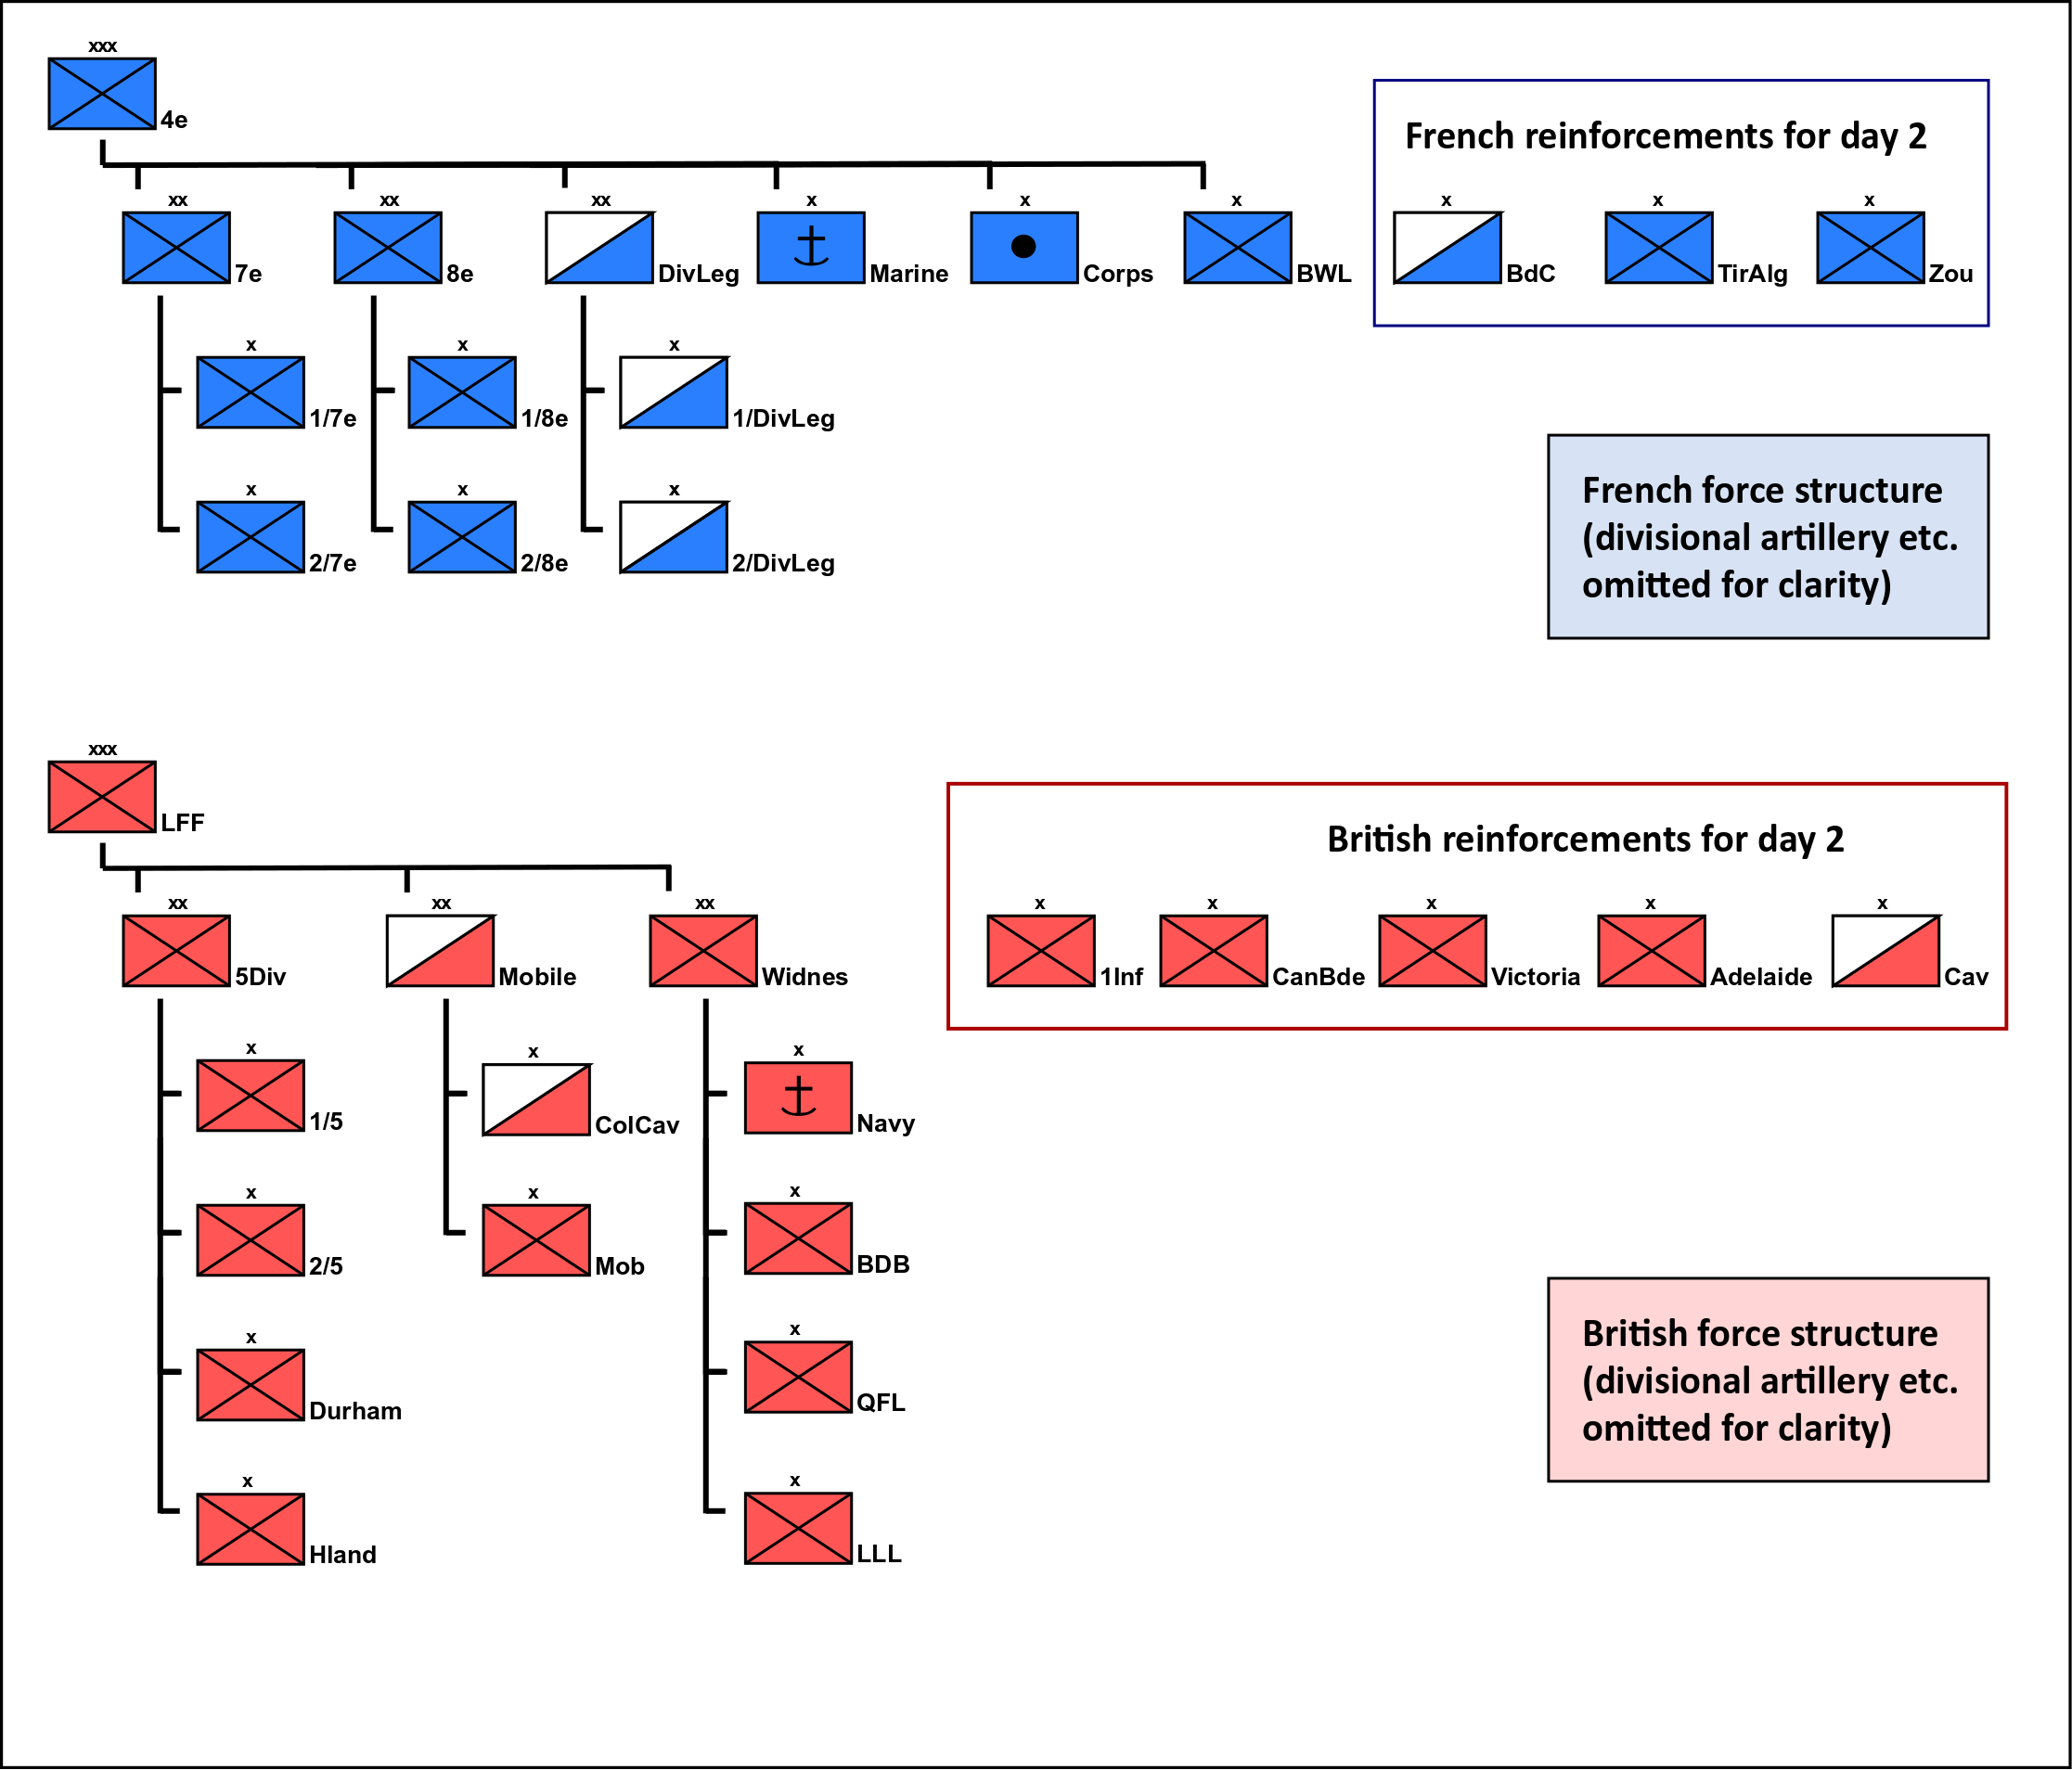 xxx
4e
French reinforcements for day 2
xx
7e
xx
8e
xx
DivLeg
x
Marine
x
Corps
x
BWL
x
BdC
x
TirAlg
x
Zou
x
1/7e
x
1/8e
x
1/DivLeg
x
2/7e
x
2/8e
x
2/DivLeg
French force structure
(divisional artillery etc.
omitted for clarity)
xxx
LFF
British reinforcements for day 2
xx
5Div
xx
Mobile
xx
Widnes
x
1Inf
x
CanBde
x
Victoria
x
Adelaide
x
Cav
x
1/5
x
ColCav
x
Navy
x
2/5
x
Mob
x
BDB
x
Durham
x
QFL
x
Hland
x
LLL
British force structure
(divisional artillery etc.
omitted for clarity)